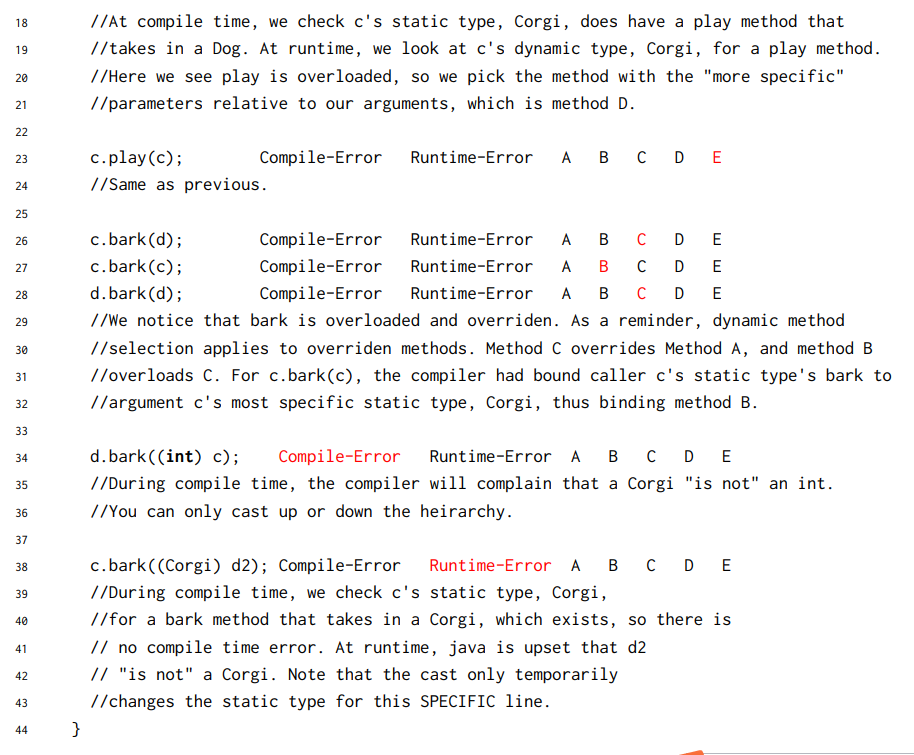 18 //At compile time, we check c's static type, Corgi, does have a play method that
19 //takes in a Dog. At runtime, we look at c's dynamic type, Corgi, for a play method.
20 //Here we see play is overloaded, so we pick the method with the "more specific"
21 //parameters relative to our arguments, which is method D.
22
23 c.play(c); Compile-Error Runtime-Error A B C D E
24 //Same as previous.
25
26 c.bark(d); Compile-Error Runtime-Error A B C D E
27 c.bark(c); Compile-Error Runtime-Error A B C D E
28 d.bark(d); Compile-Error Runtime-Error A B C D E
29 //We notice that bark is overloaded and overriden. As a reminder, dynamic method
30 //selection applies to overriden methods. Method C overrides Method A, and method B
31 //overloads C. For c.bark(c), the compiler had bound caller c's static type's bark to
32 //argument c's most specific static type, Corgi, thus binding method B.
33
34 d.bark((int) c); Compile-Error Runtime-Error A B C D E
35 //During compile time, the compiler will complain that a Corgi "is not" an int.
36 //You can only cast up or down the heirarchy.
37
38 c.bark((Corgi) d2); Compile-Error Runtime-Error A B C D E
39 //During compile time, we check c's static type, Corgi,
40 //for a bark method that takes in a Corgi, which exists, so there is
41 // no compile time error. At runtime, java is upset that d2
42 // "is not" a Corgi. Note that the cast only temporarily
43 //changes the static type for this SPECIFIC line.
44 }